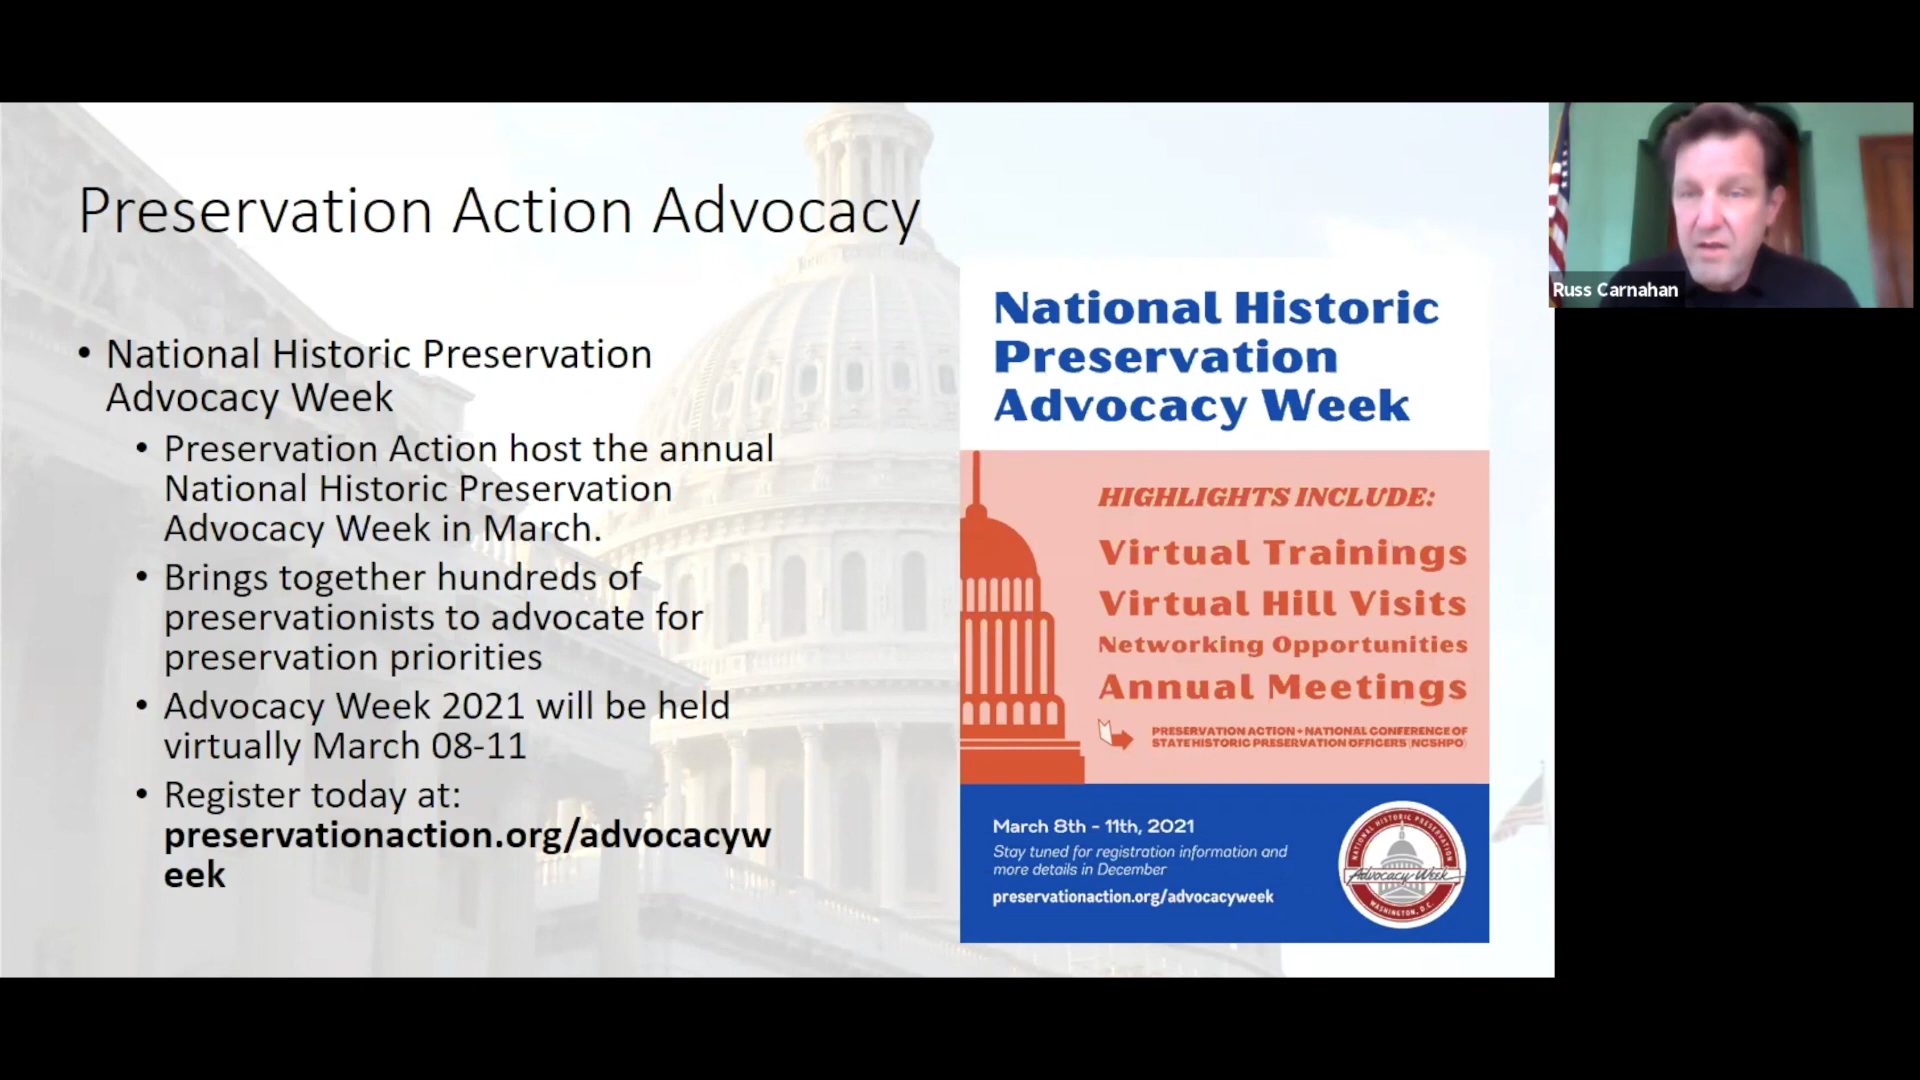 Preservation Action Advocacy
• National Historic Preservation
Advocacy Week
• Preservation Action host the annual
National Historic Preservation
Advocacy Week in March.
• Brings together hundreds of
preservationists to advocate for
preservation priorities
• Advocacy Week 2021 will be held
virtually March 08-11
• Register today at:
preservationaction.org/advocacyw
eek
National Historic
Preservation
Advocacy Week
HIGHLIGHTS INCLUDE:
Virtual Trainings
Virtual Hill Visits
Networking Opportunities
Annual Meetings
PRESERVATION ACTION • NATIONAL CONFERENCE OF
STATE HISTORIC PRESERVATION OFFICERS (NCSHPO)
March 8th - 11th, 2021
Stay tuned for registration information and
more details in December
preservationaction.org/advocacyweek
NATIONAL HISTORIC PRESERVATION
Advocacy Week
WASHINGTON, D.C.
Russ Carnahan